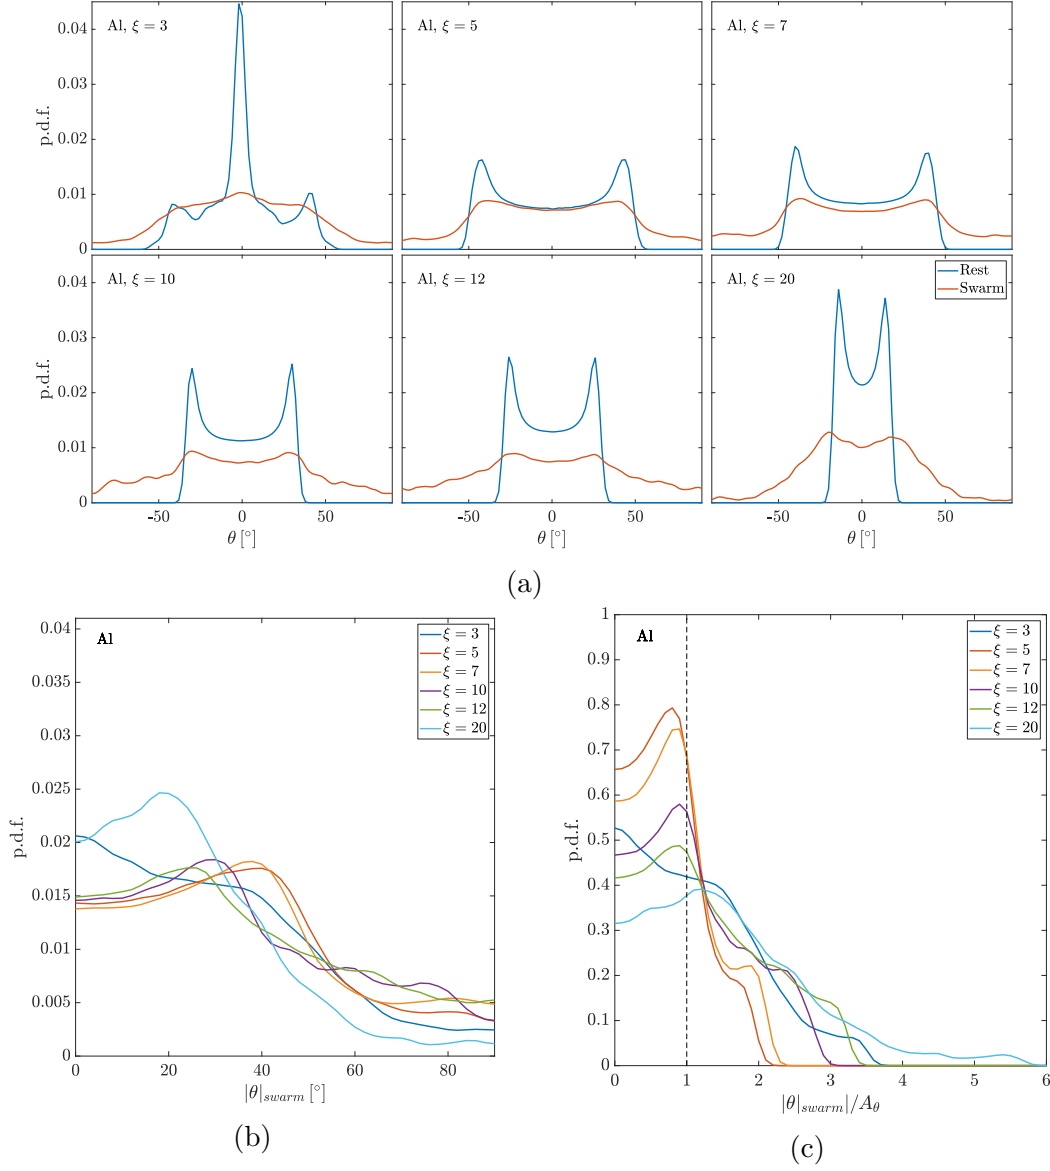 Al, ξ = 3
Al, ξ = 5
Al, ξ = 7
0.04
0.03
0.02
0.01
0
p.d.f.
Al, ξ = 10
Al, ξ = 12
Al, ξ = 20
Rest
Swarm
0.04
0.03
0.02
0.01
0
p.d.f.
-50 0 50
-50 0 50
-50 0 50
θ [°]
θ [°]
θ [°]
(a)
Al
ξ = 3
ξ = 5
ξ = 7
ξ = 10
ξ = 12
ξ = 20
0.04
0.035
0.03
0.025
0.02
0.015
0.01
0.005
0
p.d.f.
0 20 40 60 80
|θ|swarm [°]
(b)
Al
ξ = 3
ξ = 5
ξ = 7
ξ = 10
ξ = 12
ξ = 20
1
0.9
0.8
0.7
0.6
0.5
0.4
0.3
0.2
0.1
0
p.d.f.
0 1 2 3 4 5 6
|θ|swarm|/Aθ
(c)